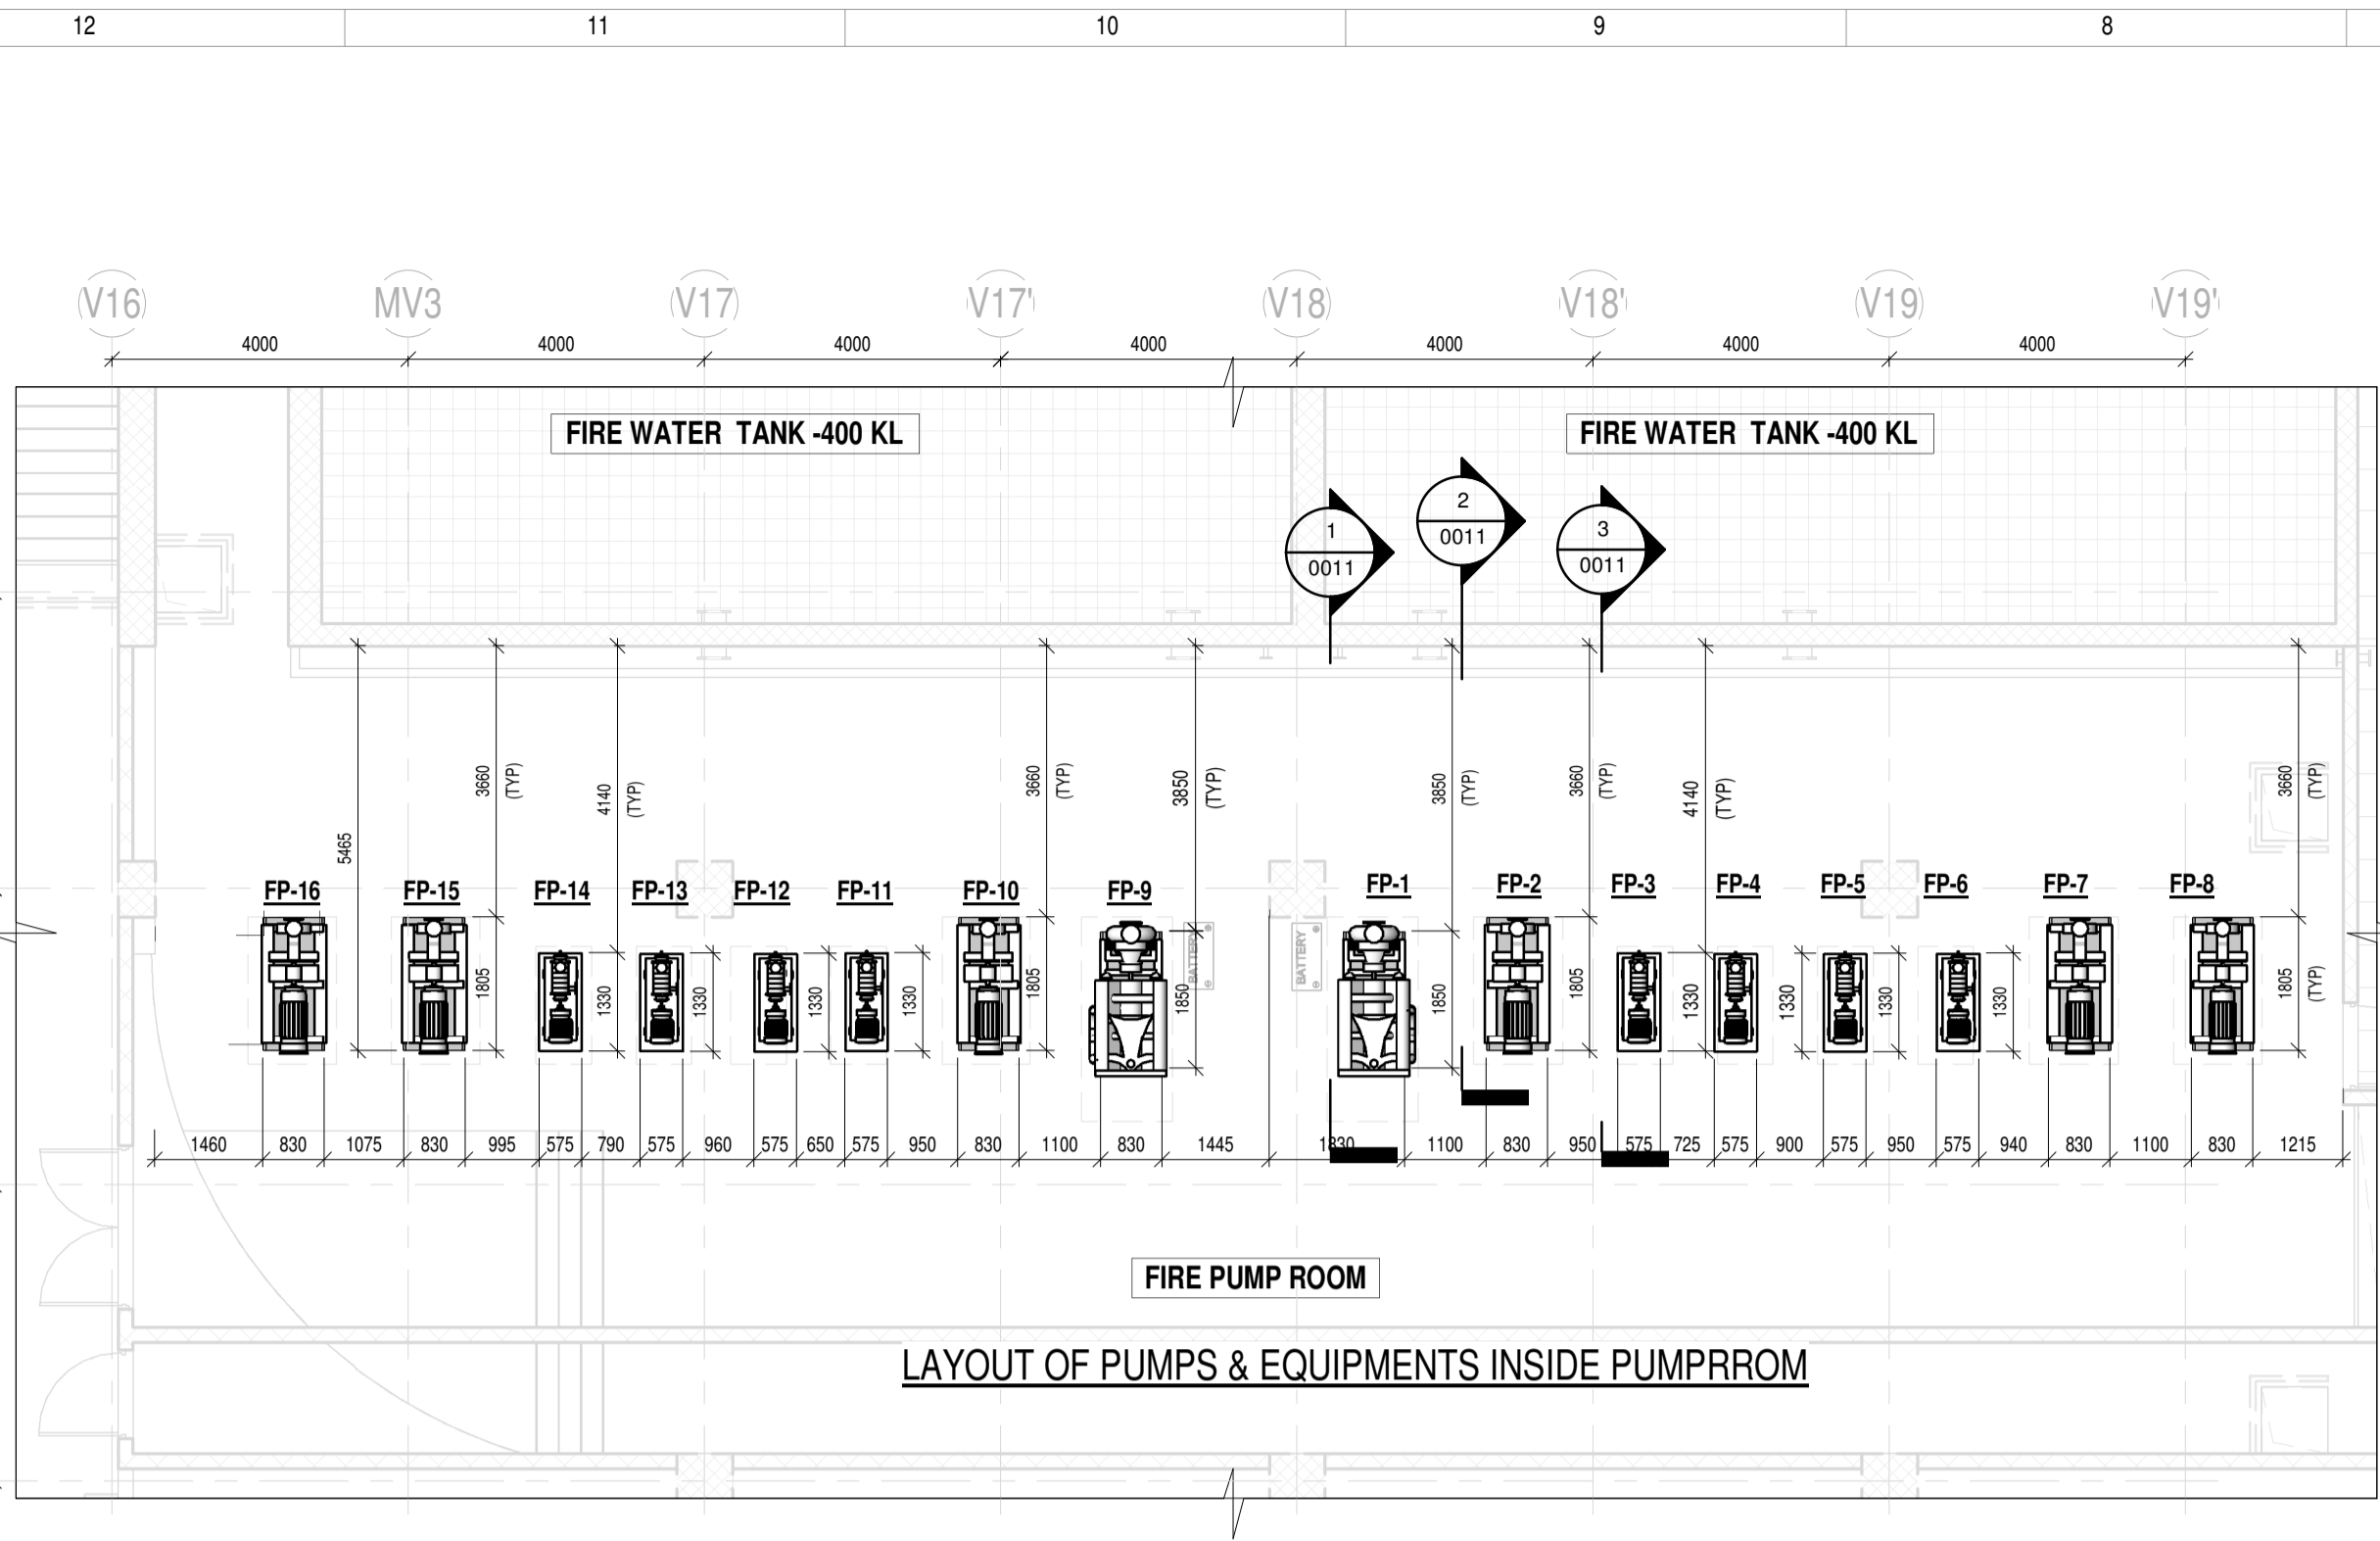 12 11 10 9 8
V16 MV3 V17 V17' V18 V18' V19 V19'
4000 4000 4000 4000 4000 4000 4000
FIRE WATER TANK -400 KL
FIRE WATER TANK -400 KL
1
0011
2
0011
3
0011
5465
3660
(TYP)
4140
(TYP)
3660
(TYP)
3850
(TYP)
3850
(TYP)
3660
(TYP)
4140
(TYP)
3660
(TYP)
FP-16 FP-15 FP-14 FP-13 FP-12 FP-11 FP-10 FP-9 FP-1 FP-2 FP-3 FP-4 FP-5 FP-6 FP-7 FP-8
BATTERY
BATTERY
1805 1330 1330 1330 1330 1805 1850 1850 1805 1330 1330 1330 1330 1805
(TYP)
1460 830 1075 830 995 575 790 575 960 575 650 575 950 830 1100 830 1445 1830 1100 830 950 575 725 575 900 575 950 575 940 830 1100 830 1215
FIRE PUMP ROOM
LAYOUT OF PUMPS & EQUIPMENTS INSIDE PUMPRROM